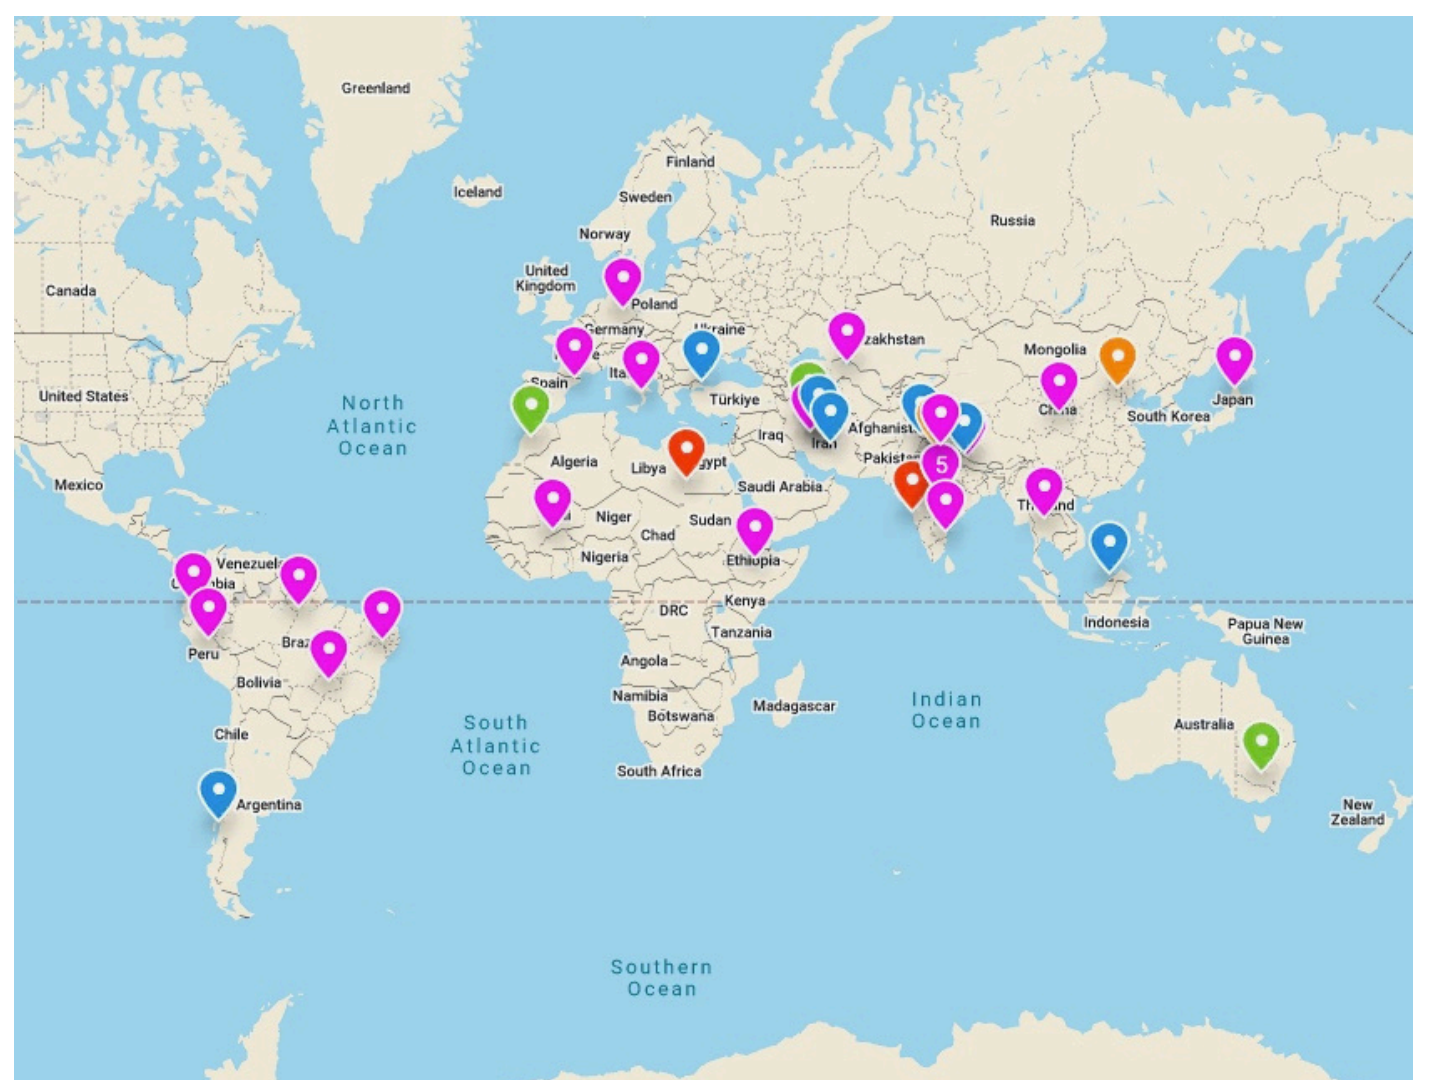 Greenland
Finland
Iceland
Sweden
Russia
Norway
United
Kingdom
Canada
Poland
Germany
Ukraine
Mongolia
Spain
United States
Türkiye
Japan
South Korea
North
Atlantic
Ocean
Iraq
Iran
Algeria
Libya
5
Mexico
Saudi Arabia
Niger
Sudan
Chad
Nigeria
Ethiopia
Kenya
DRC
Indonesia
Tanzania
Papua New
Guinea
Peru
Angola
Bolivia
Namibia
Botswana
Madagascar
Indian
Ocean
Australia
South
Atlantic
Ocean
Chile
South Africa
Argentina
New
Zealand
Southern
Ocean